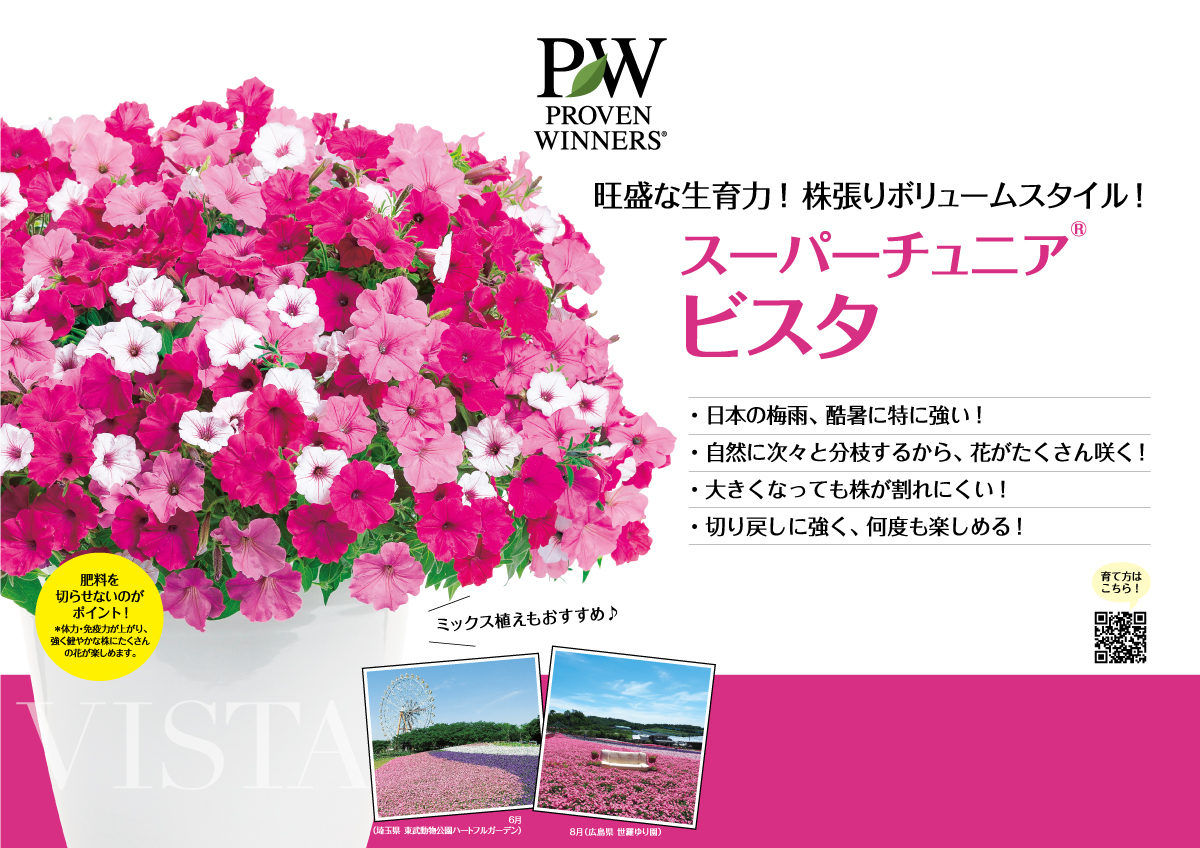 PW
PROVEN
WINNERS®
旺盛な生育力！ 株張りボリュームスタイル！
スーパーチュニア®
ビスタ
・日本の梅雨、酷暑に特に強い！
・自然に次々と分枝するから、花がたくさん咲く！
・大きくなっても株が割れにくい！
・切り戻しに強く、何度も楽しめる！
育て方は
こちら！
肥料を
切らせないのが
ポイント！
＊体力・免疫力が上がり、
強く健やかな株にたくさん
の花が楽しめます。
ミックス植えもおすすめ♪
VISTA
6月
（埼玉県 東武動物公園ハートフルガーデン）
8月（広島県 世羅ゆり園）